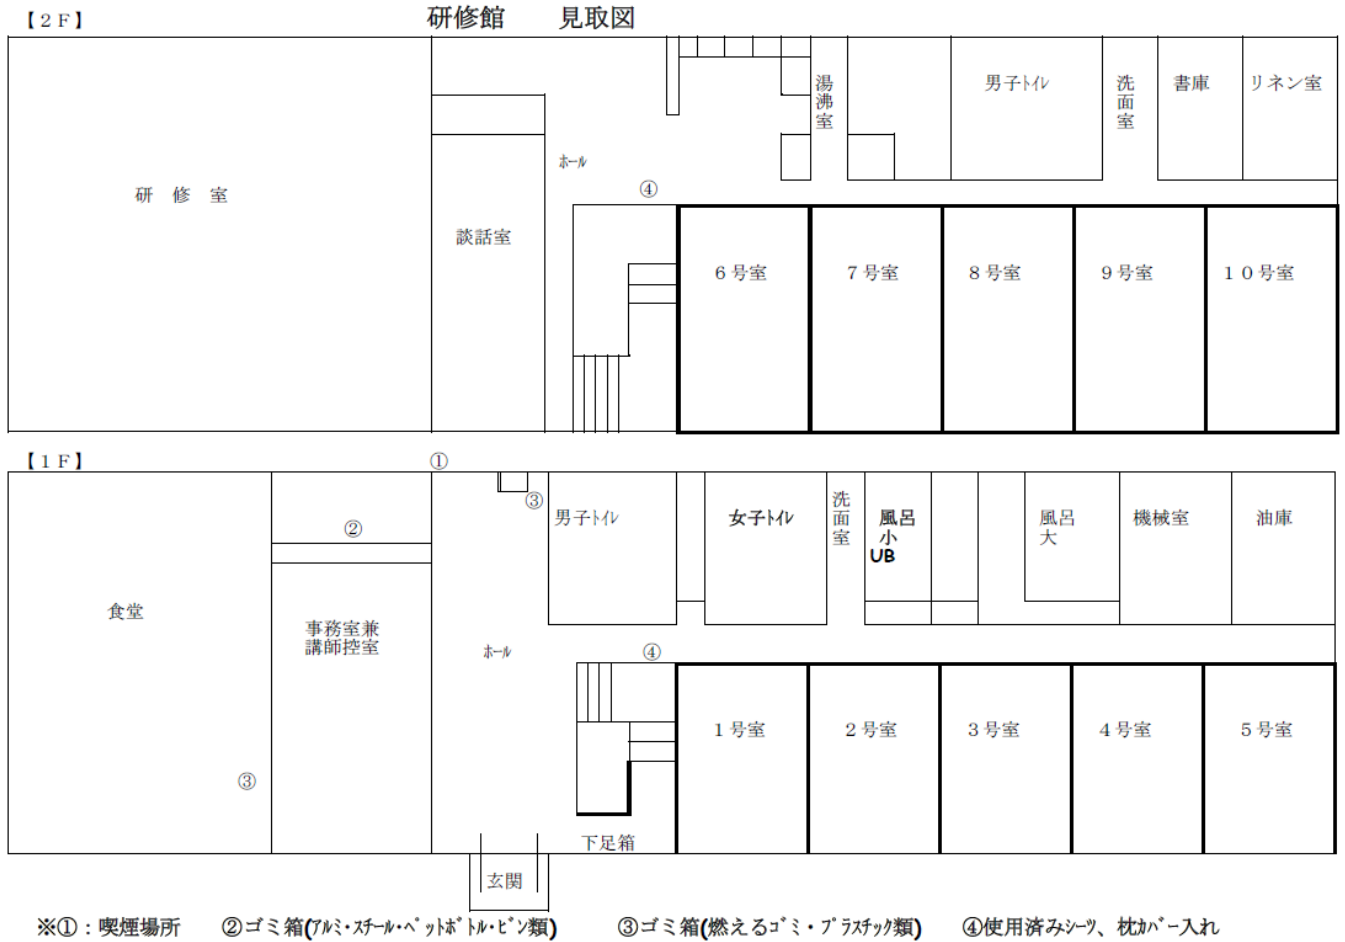 【２Ｆ】
研修館　　見取図
湯沸室
男子ﾄｲﾚ
洗面室
書庫
リネン室
ﾎｰﾙ
研　修　室
④
談話室
６号室
７号室
８号室
９号室
１０号室
【１Ｆ】
①
③
男子ﾄｲﾚ
女子ﾄｲﾚ
洗面室
風呂
小
UB
風呂
大
機械室
油庫
②
食堂
事務室兼
講師控室
ﾎｰﾙ
④
１号室
２号室
３号室
４号室
５号室
③
下足箱
玄関
※①：喫煙場所　　②ゴミ箱(ｱﾙﾐ･ｽﾁｰﾙ･ﾍﾟｯﾄﾎﾞﾄﾙ･ﾋﾞﾝ類)　　③ゴミ箱(燃えるｺﾞﾐ・ﾌﾟﾗｽﾁｯｸ類)　　④使用済みｼｰﾂ、枕ｶﾊﾞｰ入れ